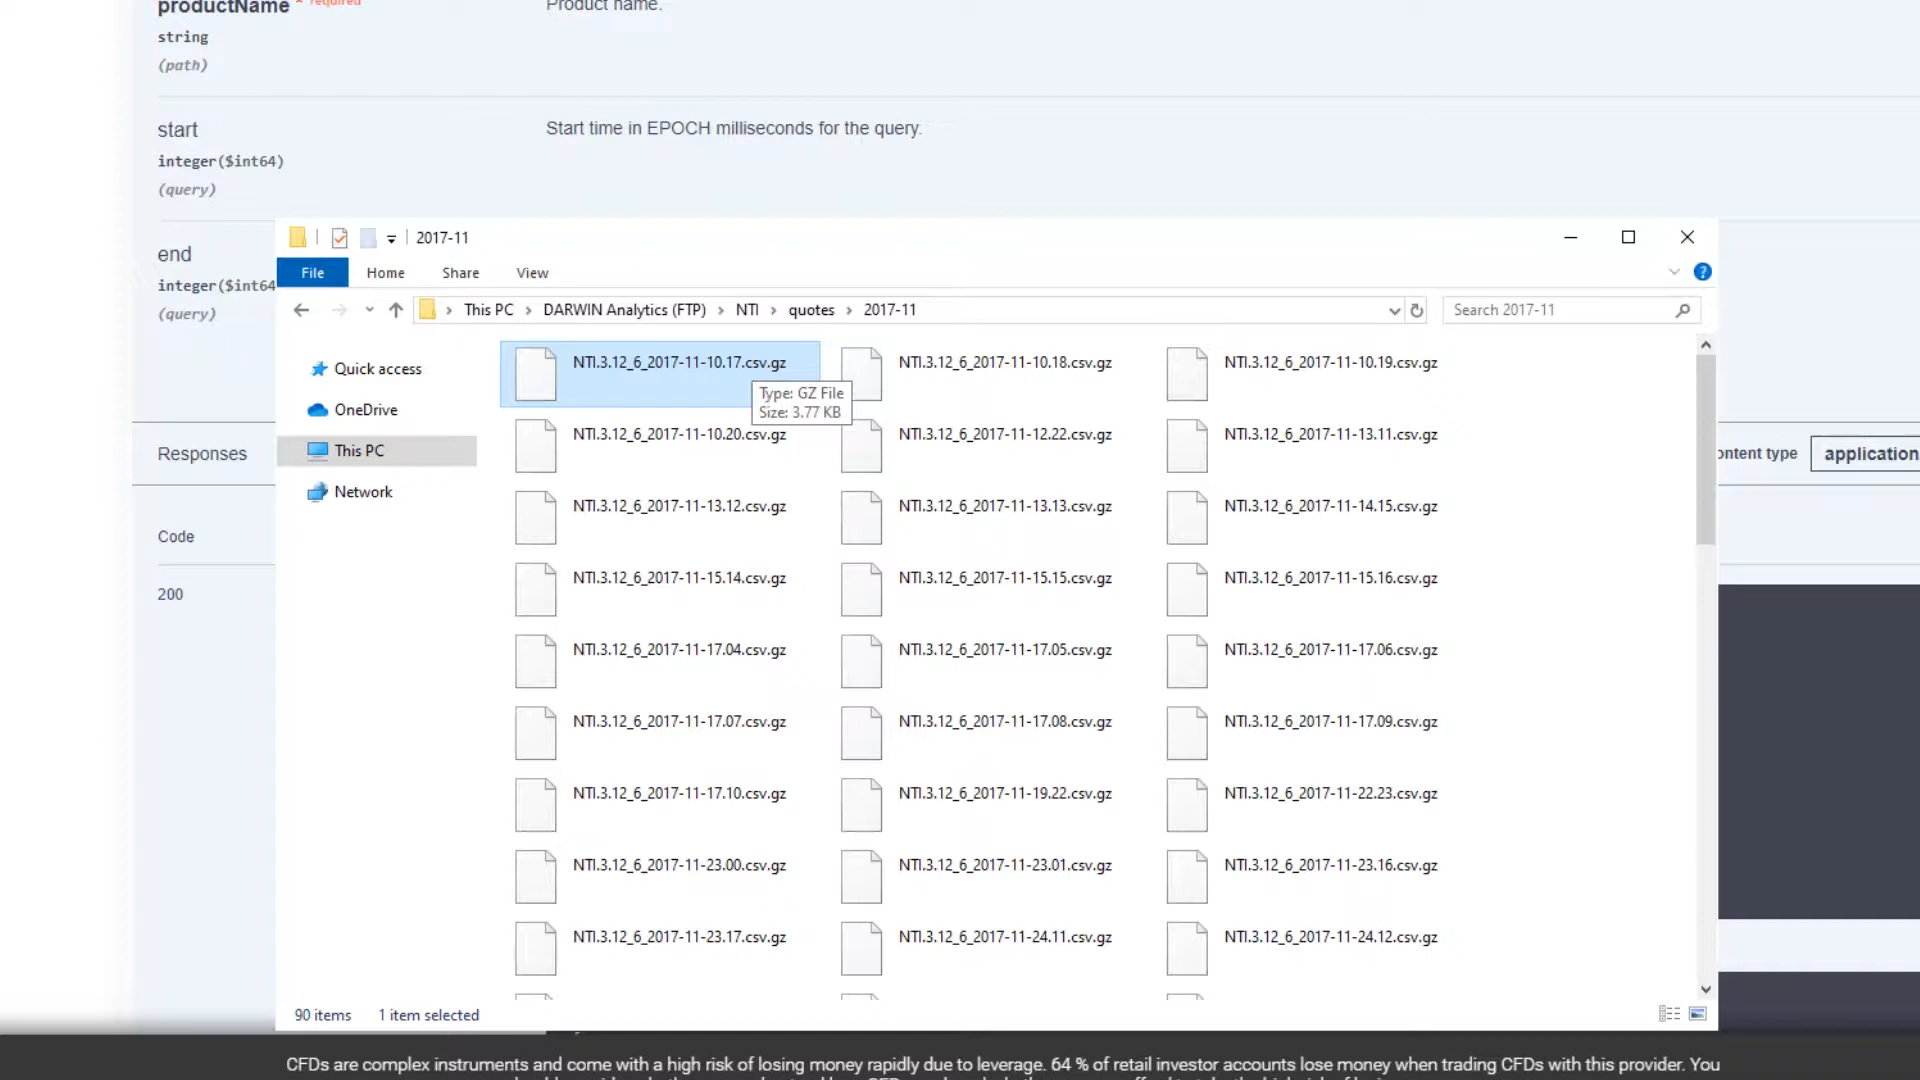 productName * required
Product name.
string
(path)
start
Start time in EPOCH milliseconds for the query.
integer($int64)
(query)
end
integer($int64
(query)
2017-11
File Home Share View
This PC > DARWIN Analytics (FTP) > NTI > quotes > 2017-11
Search 2017-11
Quick access
OneDrive
This PC
Network
NTI.3.12_6_2017-11-10.17.csv.gz NTI.3.12_6_2017-11-10.18.csv.gz NTI.3.12_6_2017-11-10.19.csv.gz
Type: GZ File
Size: 3.77 KB
NTI.3.12_6_2017-11-10.20.csv.gz NTI.3.12_6_2017-11-12.22.csv.gz NTI.3.12_6_2017-11-13.11.csv.gz
NTI.3.12_6_2017-11-13.12.csv.gz NTI.3.12_6_2017-11-13.13.csv.gz NTI.3.12_6_2017-11-14.15.csv.gz
NTI.3.12_6_2017-11-15.14.csv.gz NTI.3.12_6_2017-11-15.15.csv.gz NTI.3.12_6_2017-11-15.16.csv.gz
NTI.3.12_6_2017-11-17.04.csv.gz NTI.3.12_6_2017-11-17.05.csv.gz NTI.3.12_6_2017-11-17.06.csv.gz
NTI.3.12_6_2017-11-17.07.csv.gz NTI.3.12_6_2017-11-17.08.csv.gz NTI.3.12_6_2017-11-17.09.csv.gz
NTI.3.12_6_2017-11-17.10.csv.gz NTI.3.12_6_2017-11-19.22.csv.gz NTI.3.12_6_2017-11-22.23.csv.gz
NTI.3.12_6_2017-11-23.00.csv.gz NTI.3.12_6_2017-11-23.01.csv.gz NTI.3.12_6_2017-11-23.16.csv.gz
NTI.3.12_6_2017-11-23.17.csv.gz NTI.3.12_6_2017-11-24.11.csv.gz NTI.3.12_6_2017-11-24.12.csv.gz
90 items 1 item selected
Responses
ontent type
application
Code
200
CFDs are complex instruments and come with a high risk of losing money rapidly due to leverage. 64 % of retail investor accounts lose money when trading CFDs with this provider. You